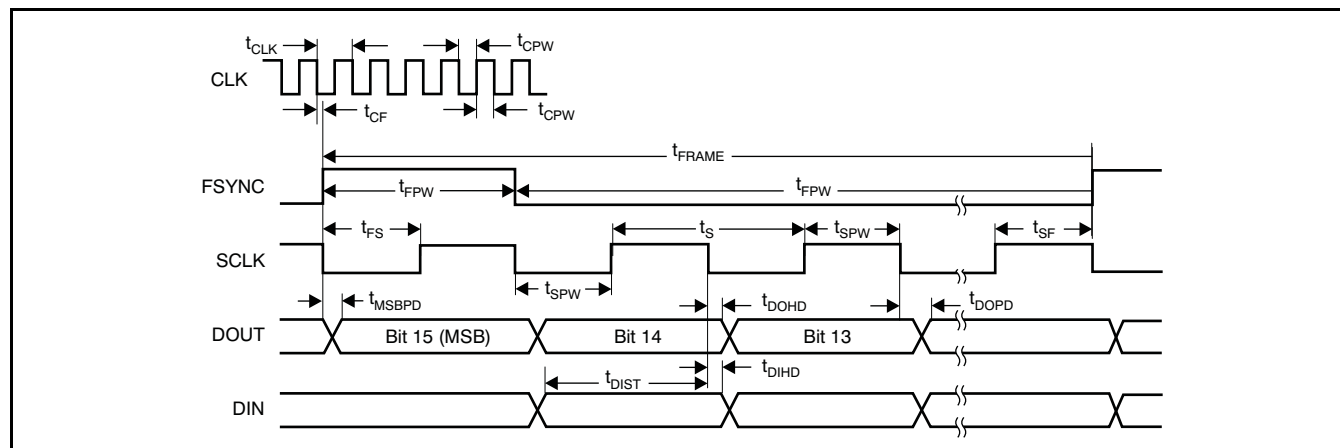 tCLK tCPW
CLK
tCF tCPW
tFRAME
FSYNC tFPW tFPW
tFS tS tSPW tSF
SCLK
tSPW
tMSBPD tDOHD tDOPD
DOUT Bit 15 (MSB) Bit 14 Bit 13
tDIST tDIHD
DIN